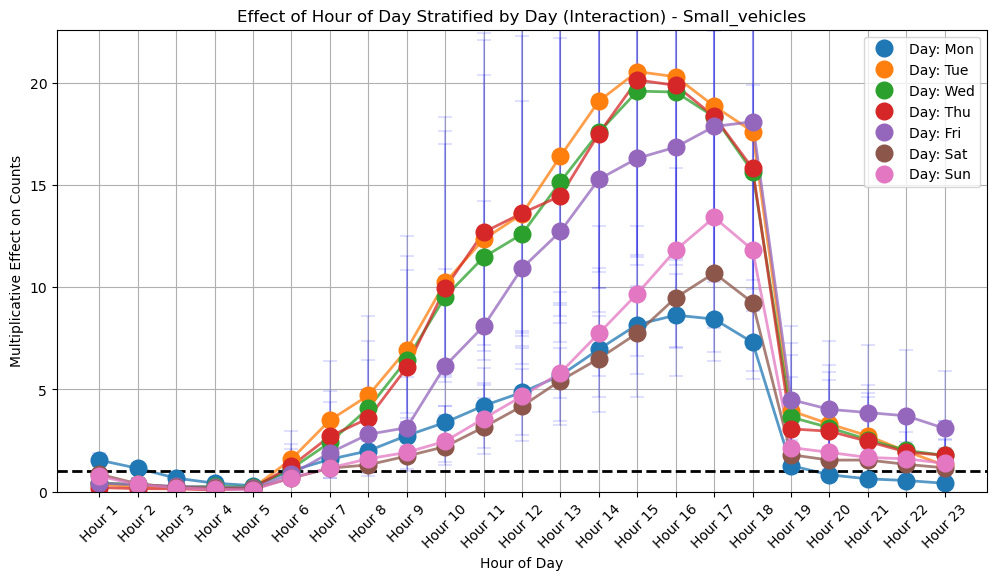 Effect of Hour of Day Stratified by Day (Interaction) - Small_vehicles
Multiplicative Effect on Counts
20
15
10
5
0
Day: Mon
Day: Tue
Day: Wed
Day: Thu
Day: Fri
Day: Sat
Day: Sun
Hour 1
Hour 2
Hour 3
Hour 4
Hour 5
Hour 6
Hour 7
Hour 8
Hour 9
Hour 10
Hour 11
Hour 12
Hour 13
Hour 14
Hour 15
Hour 16
Hour 17
Hour 18
Hour 19
Hour 20
Hour 21
Hour 22
Hour 23
Hour of Day